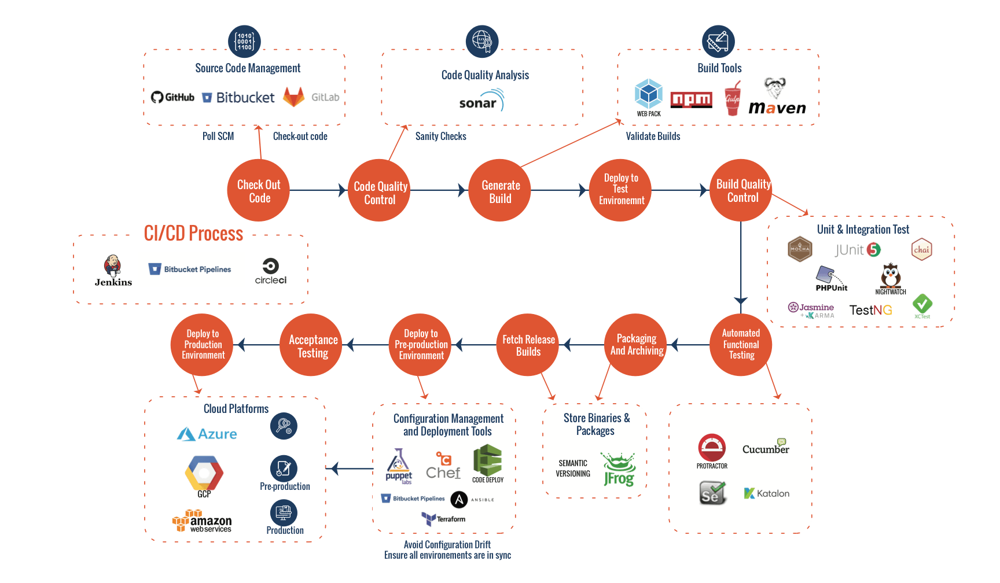 1010
0001
1100
Source Code Management
GitHub
Bitbucket
GitLab
Code Quality Analysis
sonar
Build Tools
WEB PACK
npm
Gulp
maven
Poll SCM
Check-out code
Sanity Checks
Validate Builds
Check Out
Code
Code Quality
Control
Generate
Build
Deploy to
Test
Environemnt
Build Quality
Control
CI/CD Process
Jenkins
Bitbucket Pipelines
circleci
Unit & Integration Test
MOCHA
JUnit 5
chai
PHPUnit
NIGHTWATCH
Jasmine
+ KARMA
TestNG
XCTest
Deploy to
Production
Environment
Acceptance
Testing
Deploy to
Pre-production
Environment
Fetch Release
Builds
Packaging
And Archiving
Automated
Functional
Testing
Cloud Platforms
Azure
GCP
amazon
web services
Pre-production
Production
Configuration Management
and Deployment Tools
puppet
labs
Chef
CODE DEPLOY
Bitbucket Pipelines
ANSIBLE
Terraform
Avoid Configuration Drift
Ensure all environements are in sync
Store Binaries &
Packages
SEMANTIC
VERSIONING
JFrog
PROTRACTOR
Cucumber
Se
Katalon